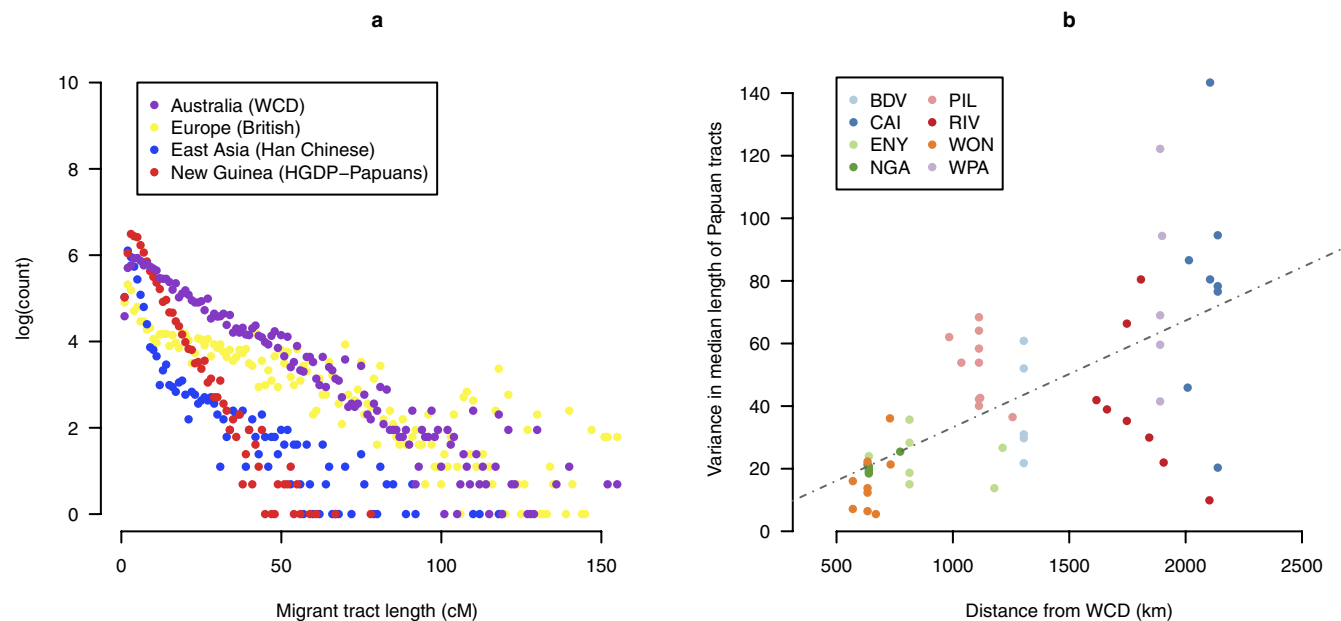 a
log(count)
10
8
6
4
2
0
Australia (WCD)
Europe (British)
East Asia (Han Chinese)
New Guinea (HGDP−Papuans)
0 50 100 150
Migrant tract length (cM)
b
Variance in median length of Papuan tracts
140
120
100
80
60
40
20
0
BDV PIL
CAI RIV
ENY WON
NGA WPA
500 1000 1500 2000 2500
Distance from WCD (km)